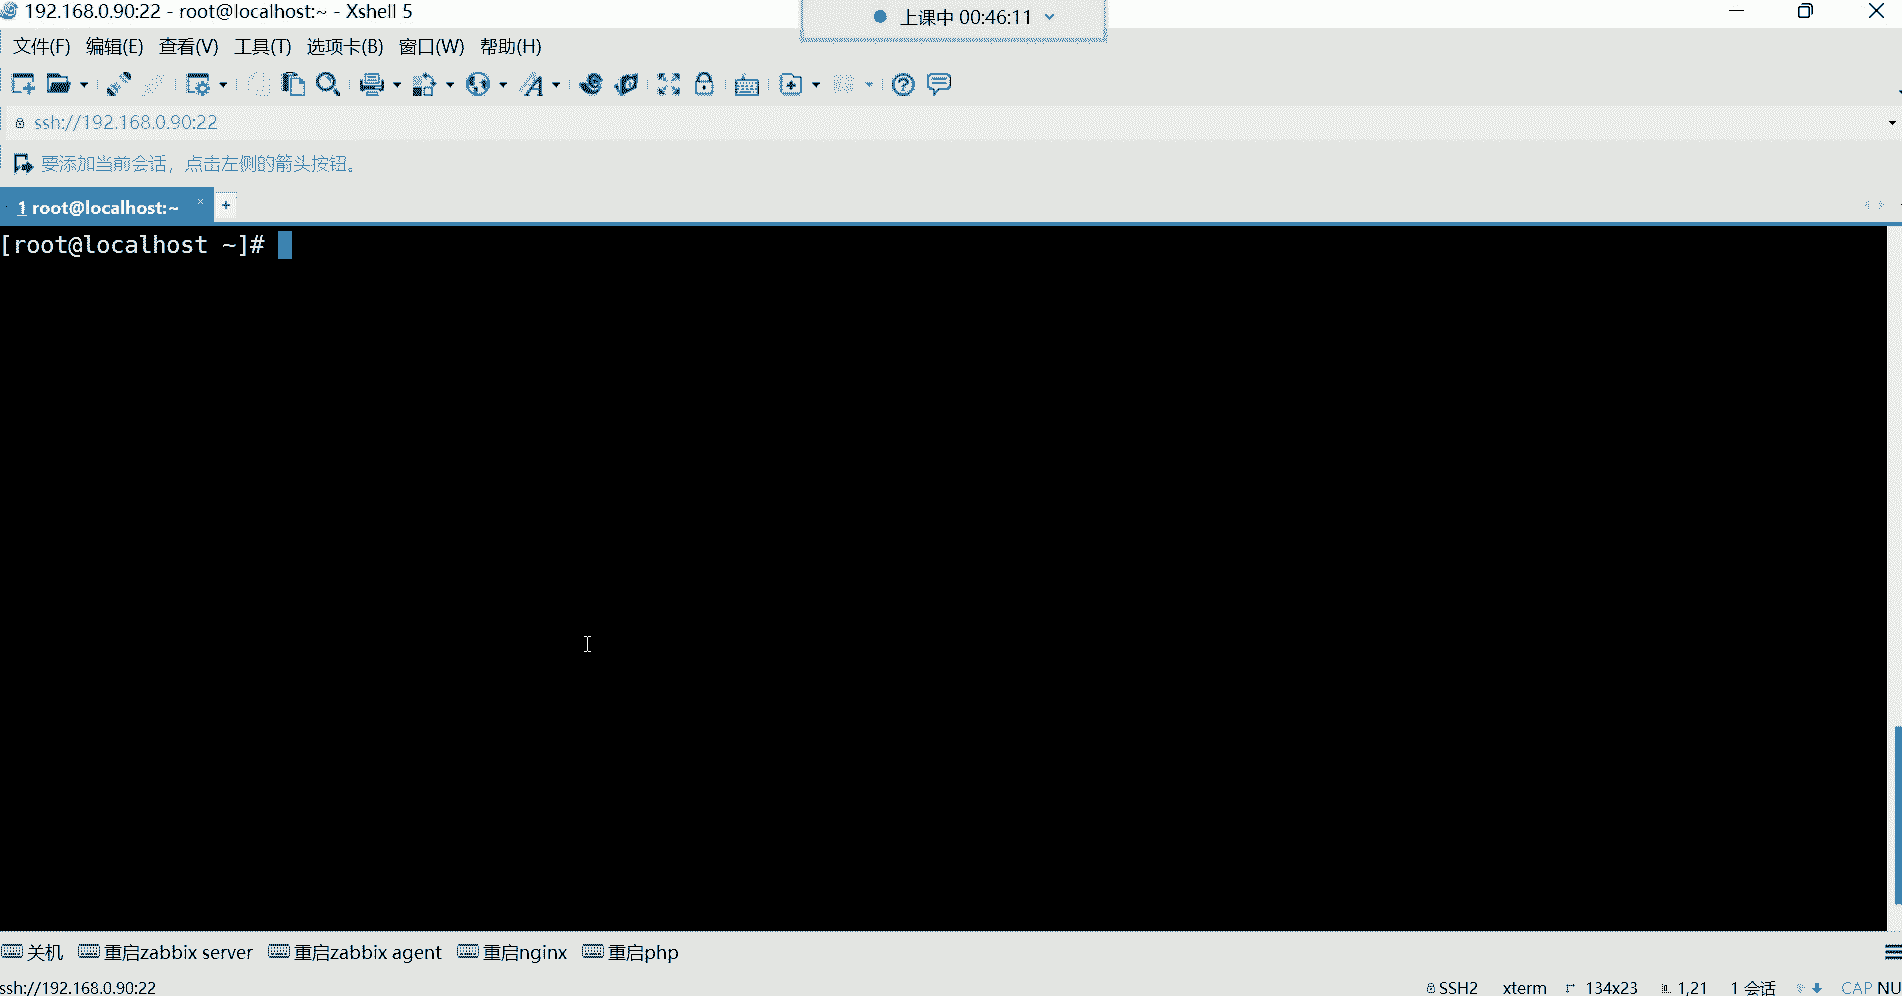 192.168.0.90:22 - root@localhost:~ - Xshell 5
上课中 00:46:11
文件(F) 编辑(E) 查看(V) 工具(T) 选项卡(B) 窗口(W) 帮助(H)
ssh://192.168.0.90:22
要添加当前会话，点击左侧的箭头按钮。
1 root@localhost:~ × +
[root@localhost ~]#
关机 重启zabbix server 重启zabbix agent 重启nginx 重启php
ssh://192.168.0.90:22 SSH2 xterm 134x23 1,21 1 会话 CAP NU